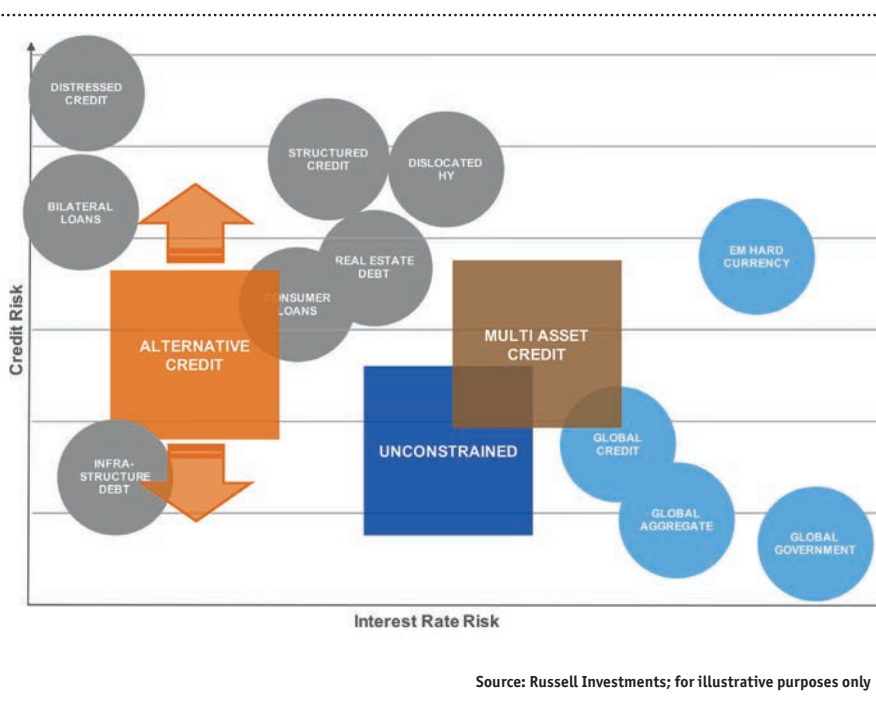 DISTRESSED
CREDIT
STRUCTURED
CREDIT
DISLOCATED
HY
BILATERAL
LOANS
REAL ESTATE
DEBT
EM HARD
CURRENCY
CONSUMER
LOANS
Credit Risk
ALTERNATIVE
CREDIT
MULTI ASSET
CREDIT
UNCONSTRAINED
GLOBAL
CREDIT
INFRA-
STRUCTURE
DEBT
GLOBAL
AGGREGATE
GLOBAL
GOVERNMENT
Interest Rate Risk
Source: Russell Investments; for illustrative purposes only